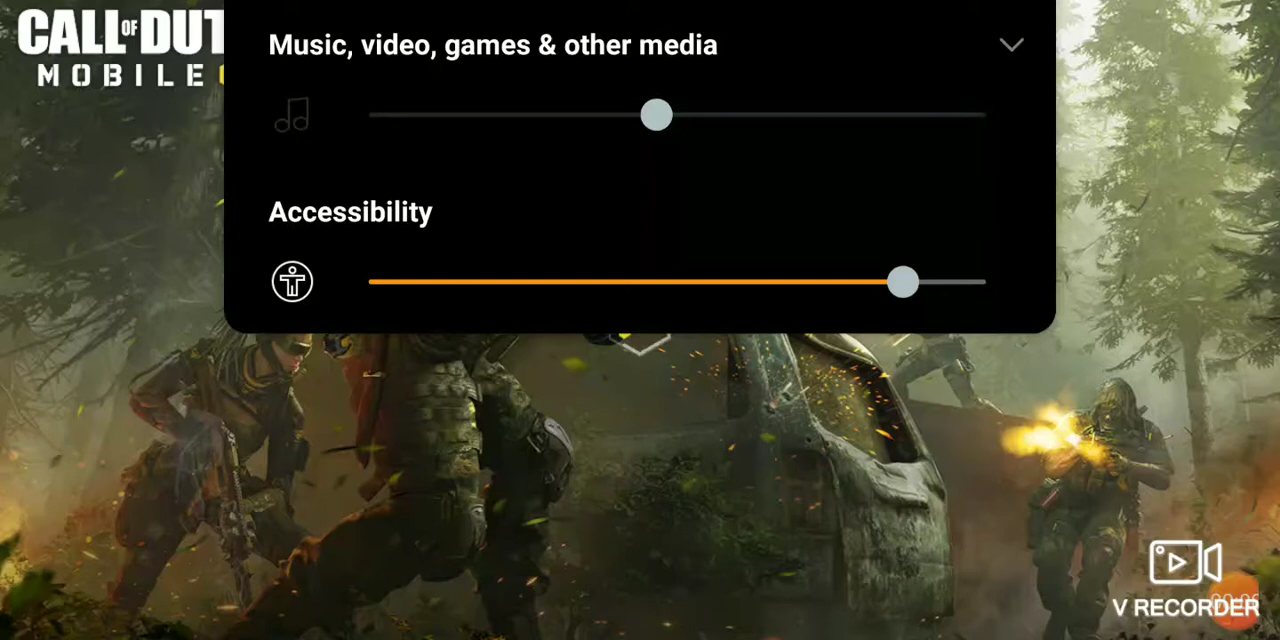 CALL OF DUT
MOBILE
Music, video, games & other media
Accessibility
V RECORDER